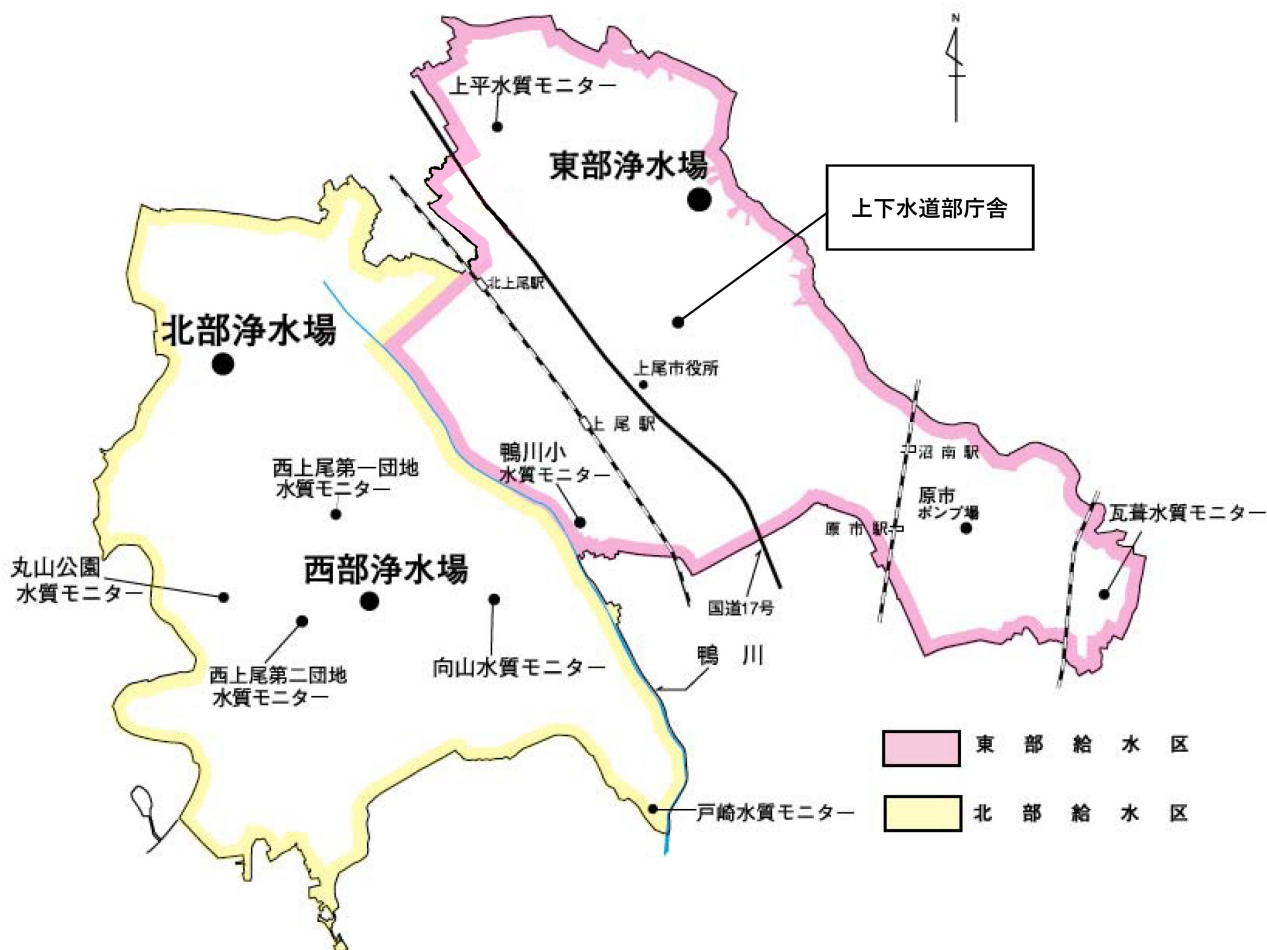 N
上平水質モニター
東部浄水場
上下水道部庁舎
北上尾駅
北部浄水場
上尾市役所
上尾駅
鴨川小
水質モニター
沼南駅
西上尾第一団地
水質モニター
原市
ポンプ場
瓦葺水質モニター
原市駅
丸山公園
水質モニター
西部浄水場
国道17号
鴨川
向山水質モニター
西上尾第二団地
水質モニター
東部給水区
戸崎水質モニター
北部給水区